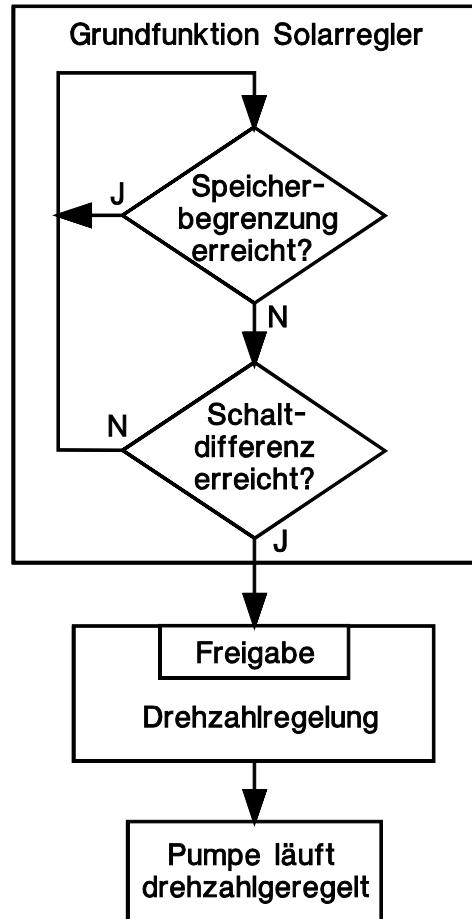 Grundfunktion Solarregler
J
Speicher-
begrenzung
erreicht?
N
N
Schalt-
differenz
erreicht?
J
Freigabe
Drehzahlregelung
Pumpe läuft
drehzahlgeregelt